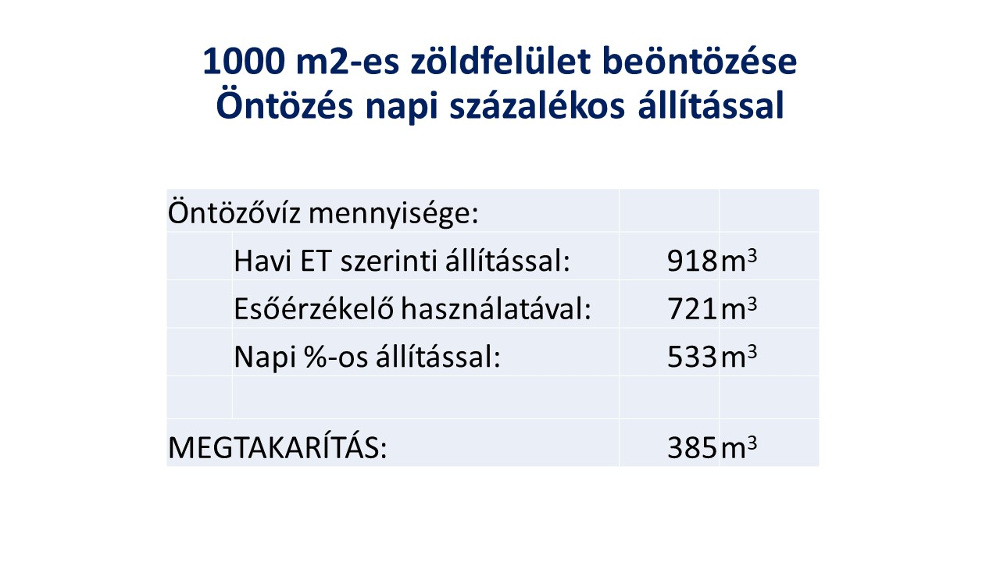 1000 m2-es zöldfelület beöntözése
Öntözés napi százalékos állítással
Öntözővíz mennyisége:
Havi ET szerinti állítással: 918 m³
Esőérzékelő használatával: 721 m³
Napi %-os állítással: 533 m³
MEGTAKARÍTÁS: 385 m³